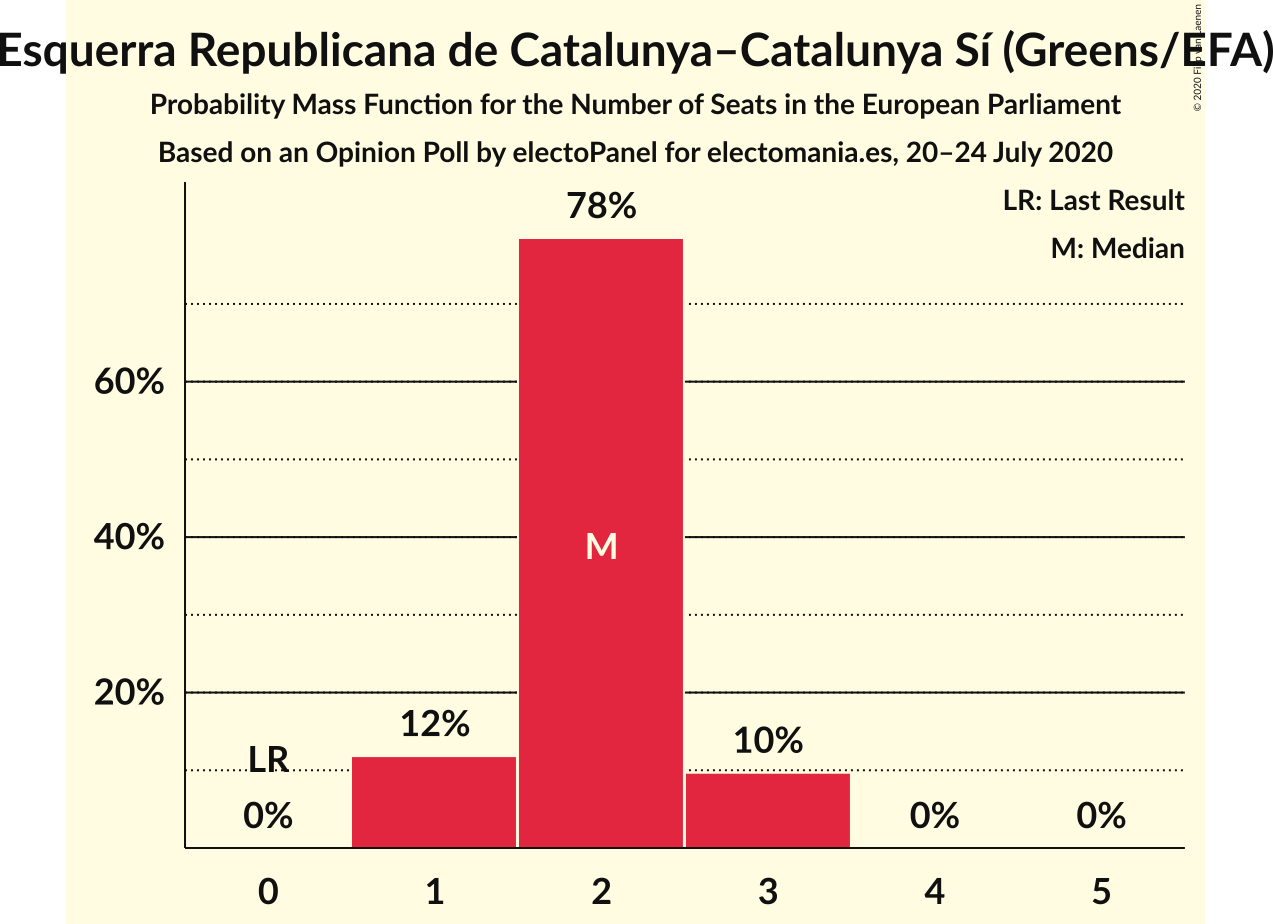 Esquerra Republicana de Catalunya–Catalunya Sí (Greens/EFA)
Probability Mass Function for the Number of Seats in the European Parliament
Based on an Opinion Poll by electoPanel for electomania.es, 20–24 July 2020
© 2020
LR: Last Result
M: Median
78%
60%
40%
M
20%
12%
10%
LR
0%
0%
0%
0 1 2 3 4 5